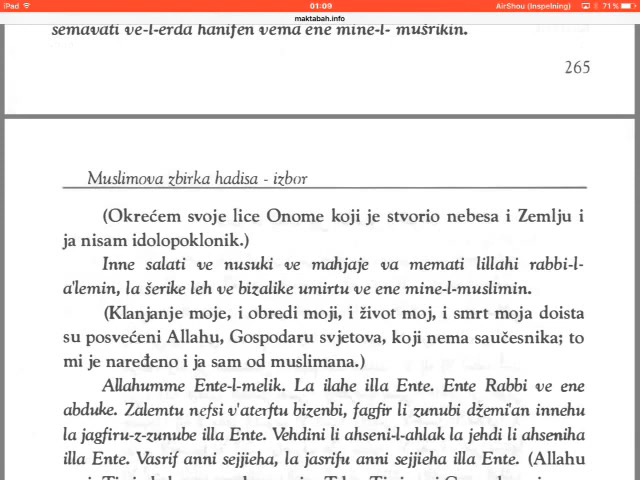 iPad
01:09
AirShou (Inspelning)
71 %
maktabah.info
semavati ve-l-erda hanifen vema ene mine-l- mušrikin.
265
Muslimova zbirka hadisa - izbor
(Okrećem svoje lice Onome koji je stvorio nebesa i Zemlju i
ja nisam idolopoklonik.)
Inne salati ve nusuki ve mahjaje va memati lillahi rabbi-l-
a'lemin, la šerike leh ve bizalike umirtu ve ene mine-l-muslimin.
(Klanjanje moje, i obredi moji, i život moj, i smrt moja doista
su posvećeni Allahu, Gospodaru svjetova, koji nema saučesnika; to
mi je naređeno i ja sam od muslimana.)
Allahumme Ente-l-melik. La ilahe illa Ente. Ente Rabbi ve ene
abduke. Zalemtu nefsi v'aterftu bizenbi, fagfir li zunubi džemi'an innehu
la jagfiru-z-zunube illa Ente. Vehdini li ahseni-l-ahlak la jehdi li ahseniha
illa Ente. Vasrif anni sejjieha, la jasrifu anni sejjieha illa Ente. (Allahu